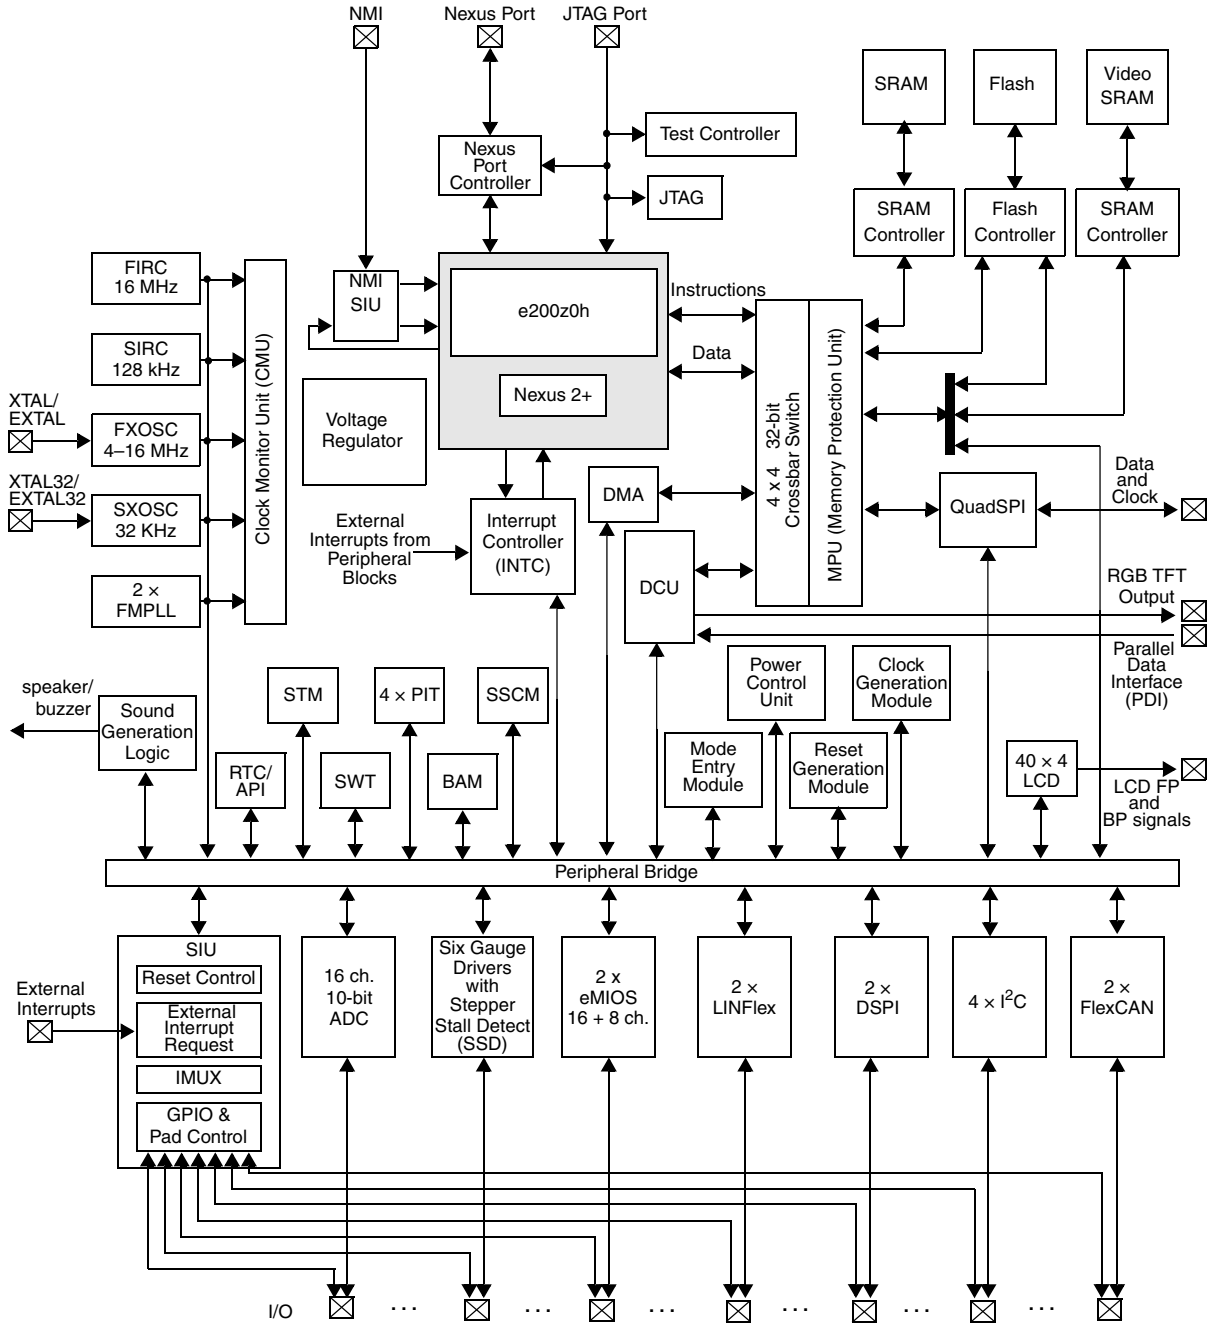 NMI
Nexus Port
JTAG Port
SRAM
Flash
Video
SRAM
Test Controller
Nexus
Port
Controller
JTAG
SRAM
Controller
Flash
Controller
SRAM
Controller
FIRC
16 MHz
SIRC
128 kHz
XTAL/
EXTAL
FXOSC
4–16 MHz
XTAL32/
EXTAL32
SXOSC
32 KHz
2 ×
FMPLL
Clock Monitor Unit (CMU)
NMI
SIU
e200z0h
Nexus 2+
Instructions
Data
Voltage
Regulator
4 x 4 32-bit
Crossbar Switch
MPU (Memory Protection Unit)
DMA
DCU
External
Interrupts from
Peripheral
Blocks
Interrupt
Controller
(INTC)
QuadSPI
Data
and
Clock
RGB TFT
Output
Parallel
Data
Interface
(PDI)
speaker/
buzzer
Sound
Generation
Logic
STM
4 × PIT
SSCM
RTC/
API
SWT
BAM
Power
Control
Unit
Clock
Generation
Module
Mode
Entry
Module
Reset
Generation
Module
40 × 4
LCD
LCD FP
and
BP signals
Peripheral Bridge
SIU
Reset Control
External
Interrupt
Request
IMUX
GPIO &
Pad Control
External
Interrupts
16 ch.
10-bit
ADC
Six Gauge
Drivers
with
Stepper
Stall Detect
(SSD)
2 x
eMIOS
16 + 8 ch.
2 ×
LINFlex
2 ×
DSPI
4 × I²C
2 ×
FlexCAN
I/O
... ... ... ... ... ...